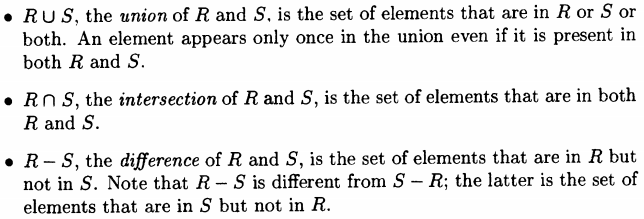 • R ∪ S, the union of R and S, is the set of elements that are in R or S or
both. An element appears only once in the union even if it is present in
both R and S.
• R ∩ S, the intersection of R and S, is the set of elements that are in both
R and S.
• R − S, the difference of R and S, is the set of elements that are in R but
not in S. Note that R − S is different from S − R; the latter is the set of
elements that are in S but not in R.